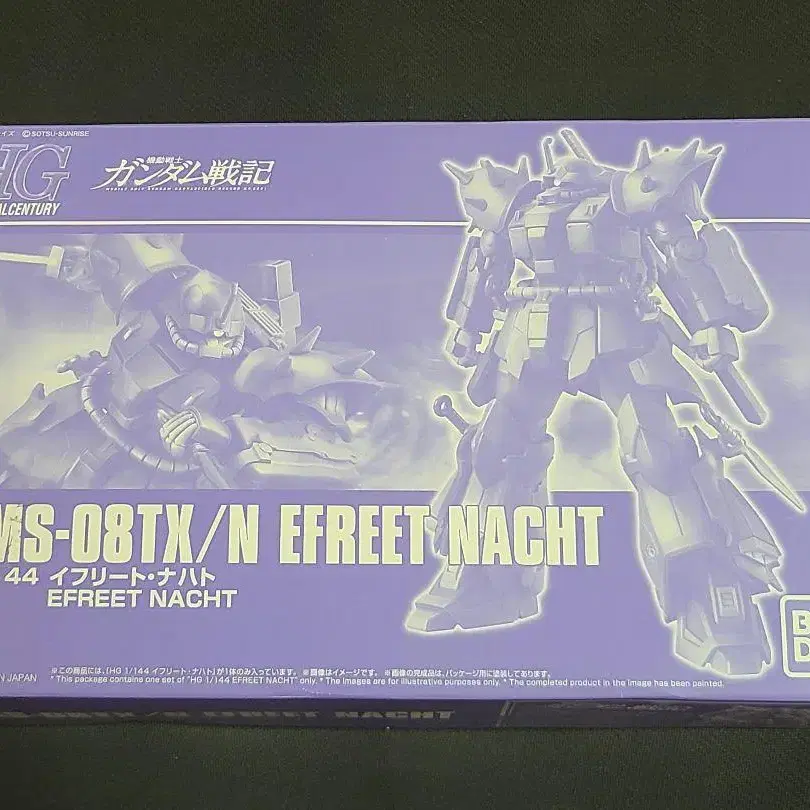 イズ ©SOTSU・SUNRISE
HG
ALCENTURY
機動戦士
ガンダム戦記
MS-08TX/N EFREET NACHT
44 イフリート・ナハト
EFREET NACHT
※この商品には、「HG 1/144 イフリート・ナハト」が1体のみ入っています。 ※画像はイメージです。 ※画像の完成品は、パッケージ用に塗装してあります。
N JAPAN
* This package contains one set of "HG 1/144 EFREET NACHT" only. * The images are for illustrative purposes only. * The completed product in the image has been painted.
B
D
EFREET NACHT